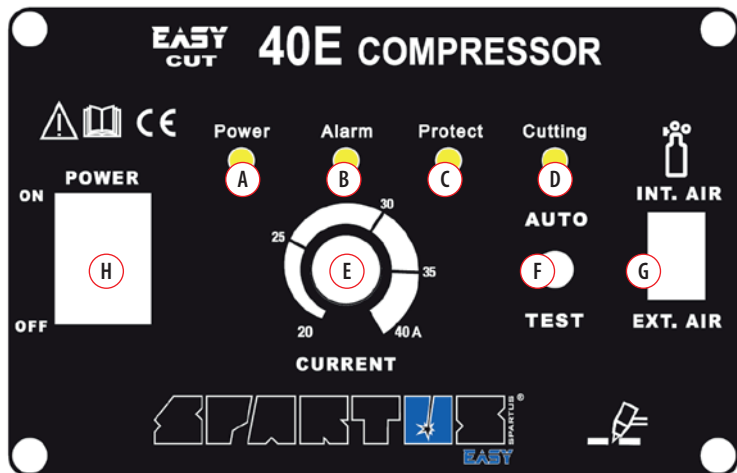 EASY CUT 40E COMPRESSOR
CE
Power Alarm Protect Cutting
A B C D
POWER
ON
OFF
H
30
25
35
20
40 A
E
CURRENT
AUTO
F
TEST
INT. AIR
G
EXT. AIR
SPARTUS®
SPARTUS
EASY